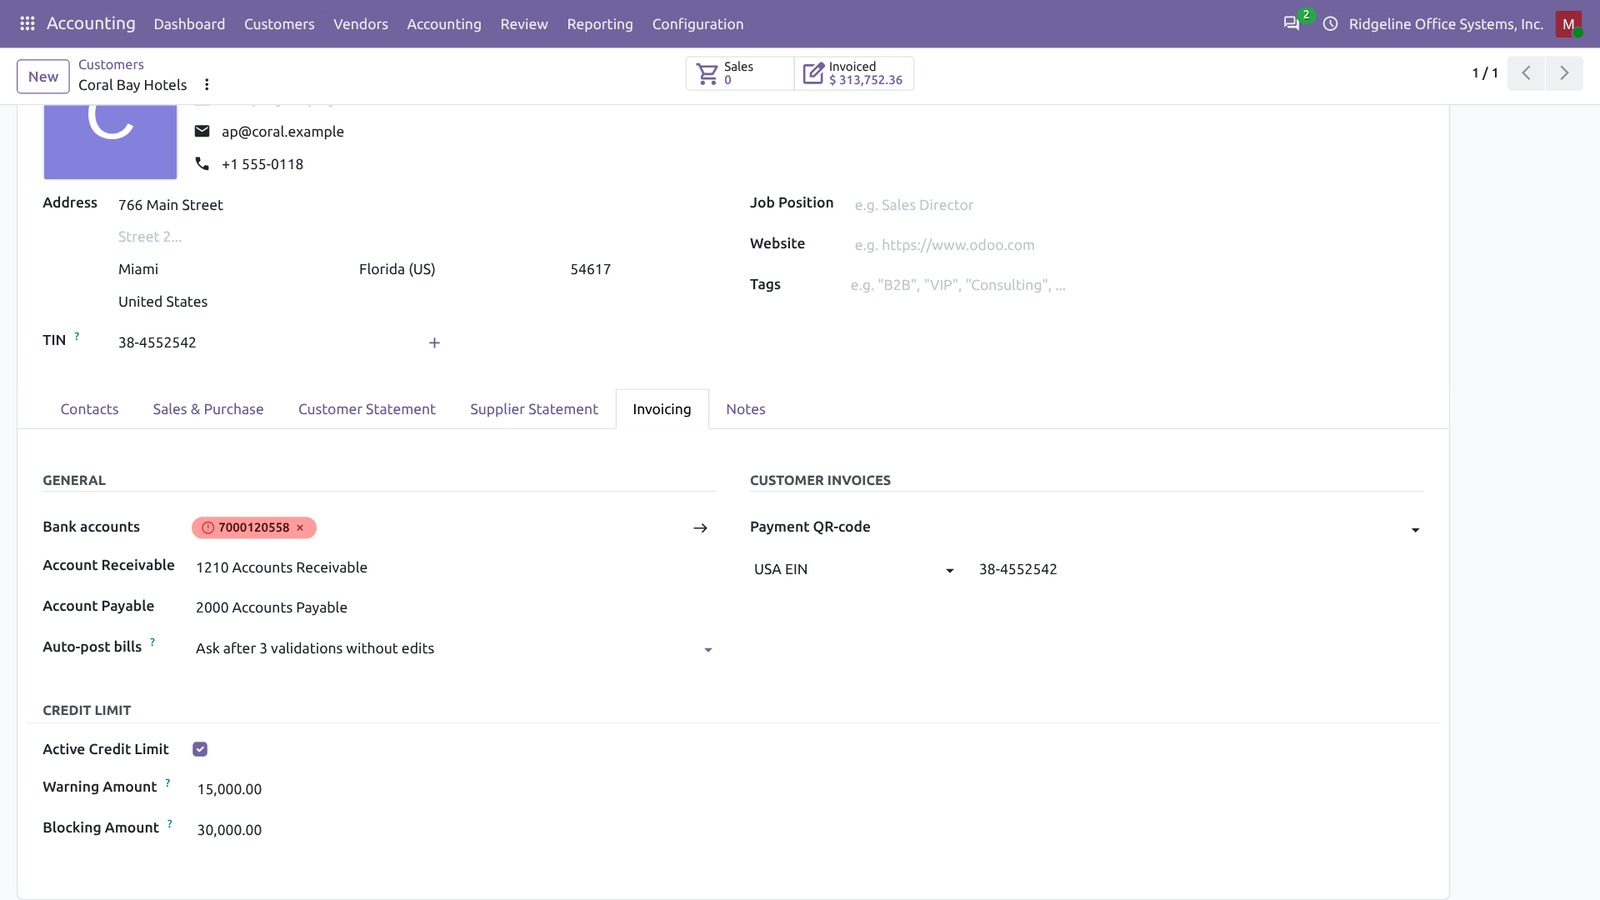 Accounting Dashboard Customers Vendors Accounting Review Reporting Configuration 2 Ridgeline Office Systems, Inc. M
New Customers Coral Bay Hotels Sales 0 Invoiced $ 313,752.36 1 / 1
C
ap@coral.example
+1 555-0118
Address 766 Main Street Job Position e.g. Sales Director
Street 2...
Website e.g. https://www.odoo.com
Miami Florida (US) 54617
Tags e.g. "B2B", "VIP", "Consulting", ...
United States
TIN ? 38-4552542 +
Contacts Sales & Purchase Customer Statement Supplier Statement Invoicing Notes
GENERAL CUSTOMER INVOICES
Bank accounts 7000120558 × Payment QR-code
Account Receivable 1210 Accounts Receivable USA EIN 38-4552542
Account Payable 2000 Accounts Payable
Auto-post bills ? Ask after 3 validations without edits
CREDIT LIMIT
Active Credit Limit
Warning Amount ? 15,000.00
Blocking Amount ? 30,000.00